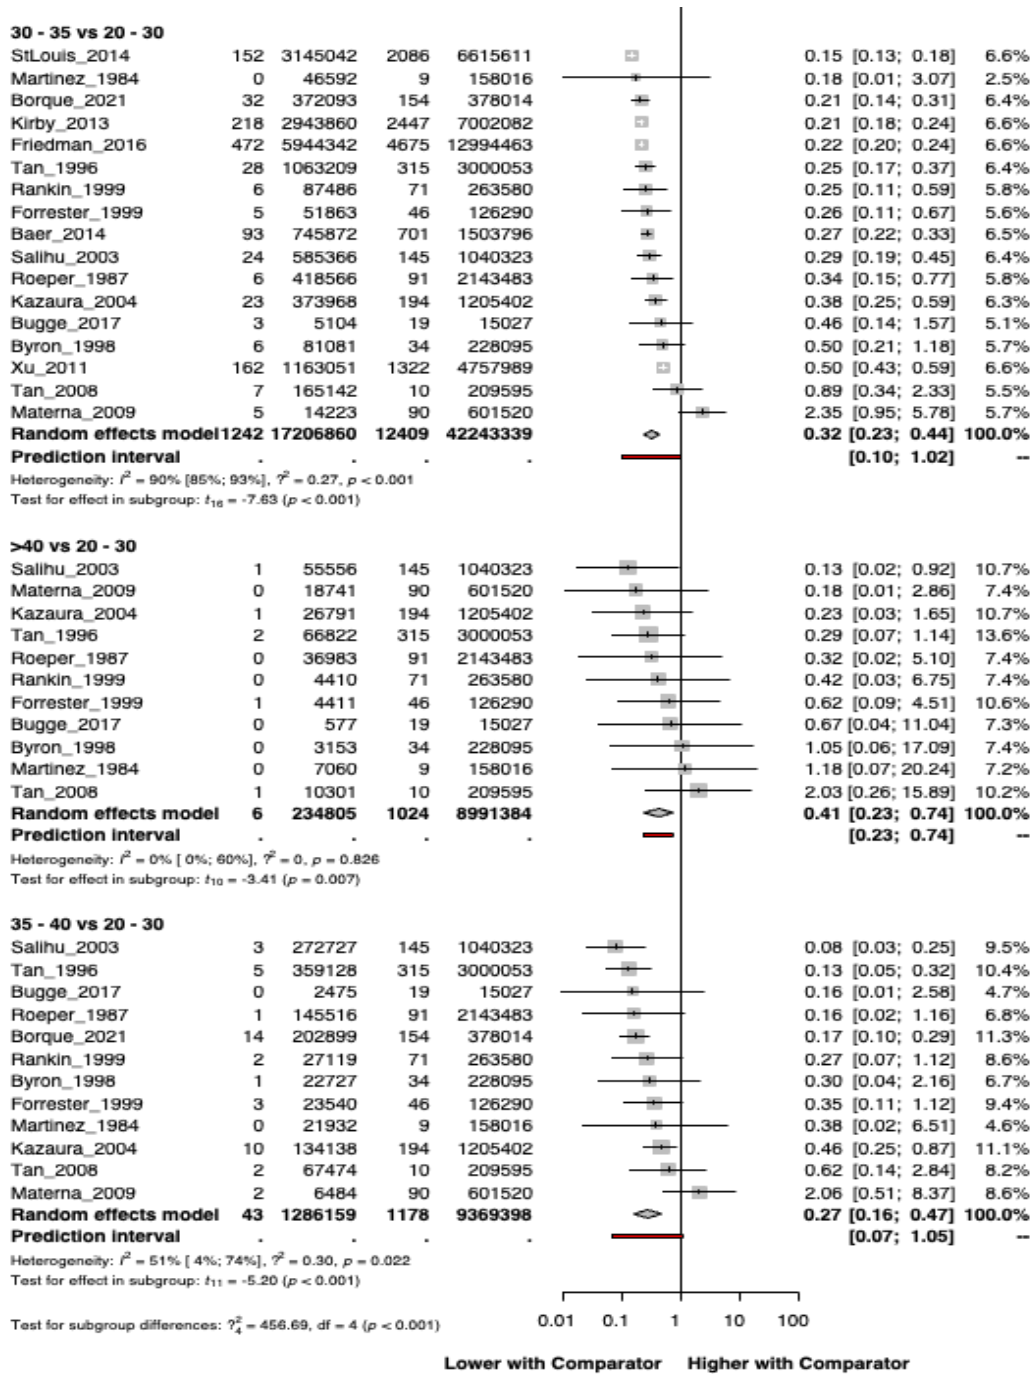 30 - 35 vs 20 - 30
StLouis_2014 152 3145042 2086 6615611 0.15 [0.13; 0.18] 6.6%
Martinez_1984 0 46592 9 158016 0.18 [0.01; 3.07] 2.5%
Borque_2021 32 372093 154 378014 0.21 [0.14; 0.31] 6.4%
Kirby_2013 218 2943860 2447 7002082 0.21 [0.18; 0.24] 6.6%
Friedman_2016 472 5944342 4675 12994463 0.22 [0.20; 0.24] 6.6%
Tan_1996 28 1063209 315 3000053 0.25 [0.17; 0.37] 6.4%
Rankin_1999 6 87486 71 263580 0.25 [0.11; 0.59] 5.8%
Forrester_1999 5 51863 46 126290 0.26 [0.11; 0.67] 5.6%
Baer_2014 93 745872 701 1503796 0.27 [0.22; 0.33] 6.5%
Salihu_2003 24 585366 145 1040323 0.29 [0.19; 0.45] 6.4%
Roeper_1987 6 418566 91 2143483 0.34 [0.15; 0.77] 5.8%
Kazaura_2004 23 373968 194 1205402 0.38 [0.25; 0.59] 6.3%
Bugge_2017 3 5104 19 15027 0.46 [0.14; 1.57] 5.1%
Byron_1998 6 81081 34 228095 0.50 [0.21; 1.18] 5.7%
Xu_2011 162 1163051 1322 4757989 0.50 [0.43; 0.59] 6.6%
Tan_2008 7 165142 10 209595 0.89 [0.34; 2.33] 5.5%
Materna_2009 5 14223 90 601520 2.35 [0.95; 5.78] 5.7%
Random effects model 1242 17206860 12409 42243339 0.32 [0.23; 0.44] 100.0%
Prediction interval . . . . [0.10; 1.02] --
Heterogeneity: I² = 90% [85%; 93%], ?² = 0.27, p < 0.001
Test for effect in subgroup: t16 = -7.63 (p < 0.001)
>40 vs 20 - 30
Salihu_2003 1 55556 145 1040323 0.13 [0.02; 0.92] 10.7%
Materna_2009 0 18741 90 601520 0.18 [0.01; 2.86] 7.4%
Kazaura_2004 1 26791 194 1205402 0.23 [0.03; 1.65] 10.7%
Tan_1996 2 66822 315 3000053 0.29 [0.07; 1.14] 13.6%
Roeper_1987 0 36983 91 2143483 0.32 [0.02; 5.10] 7.4%
Rankin_1999 0 4410 71 263580 0.42 [0.03; 6.75] 7.4%
Forrester_1999 1 4411 46 126290 0.62 [0.09; 4.51] 10.6%
Bugge_2017 0 577 19 15027 0.67 [0.04; 11.04] 7.3%
Byron_1998 0 3153 34 228095 1.05 [0.06; 17.09] 7.4%
Martinez_1984 0 7060 9 158016 1.18 [0.07; 20.24] 7.2%
Tan_2008 1 10301 10 209595 2.03 [0.26; 15.89] 10.2%
Random effects model 6 234805 1024 8991384 0.41 [0.23; 0.74] 100.0%
Prediction interval . . . . [0.23; 0.74] --
Heterogeneity: I² = 0% [ 0%; 60%], ?² = 0, p = 0.826
Test for effect in subgroup: t10 = -3.41 (p = 0.007)
35 - 40 vs 20 - 30
Salihu_2003 3 272727 145 1040323 0.08 [0.03; 0.25] 9.5%
Tan_1996 5 359128 315 3000053 0.13 [0.05; 0.32] 10.4%
Bugge_2017 0 2475 19 15027 0.16 [0.01; 2.58] 4.7%
Roeper_1987 1 145516 91 2143483 0.16 [0.02; 1.16] 6.8%
Borque_2021 14 202899 154 378014 0.17 [0.10; 0.29] 11.3%
Rankin_1999 2 27119 71 263580 0.27 [0.07; 1.12] 8.6%
Byron_1998 1 22727 34 228095 0.30 [0.04; 2.16] 6.7%
Forrester_1999 3 23540 46 126290 0.35 [0.11; 1.12] 9.4%
Martinez_1984 0 21932 9 158016 0.38 [0.02; 6.51] 4.6%
Kazaura_2004 10 134138 194 1205402 0.46 [0.25; 0.87] 11.1%
Tan_2008 2 67474 10 209595 0.62 [0.14; 2.84] 8.2%
Materna_2009 2 6484 90 601520 2.06 [0.51; 8.37] 8.6%
Random effects model 43 1286159 1178 9369398 0.27 [0.16; 0.47] 100.0%
Prediction interval . . . . [0.07; 1.05] --
Heterogeneity: I² = 51% [ 4%; 74%], ?² = 0.30, p = 0.022
Test for effect in subgroup: t11 = -5.20 (p < 0.001)
Test for subgroup differences: ?²4 = 456.69, df = 4 (p < 0.001)
0.01 0.1 1 10 100
Lower with Comparator Higher with Comparator